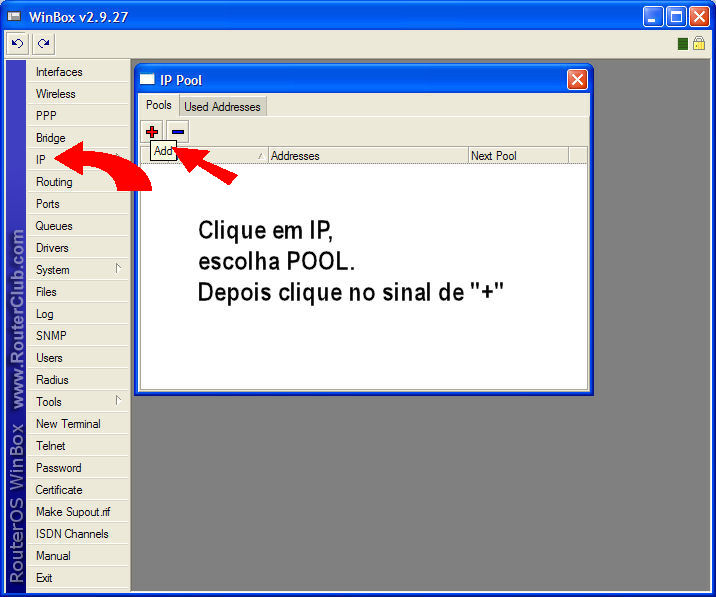 WinBox v2.9.27
Interfaces
Wireless
PPP
Bridge
IP
Routing
Ports
Queues
Drivers
System
Files
Log
SNMP
Users
Radius
Tools
New Terminal
Telnet
Password
Certificate
Make Supout.rif
ISDN Channels
Manual
Exit
RouterOS WinBox www.RouterClub.com
IP Pool
Pools Used Addresses
Add
Addresses Next Pool
Clique em IP,
escolha POOL.
Depois clique no sinal de "+"